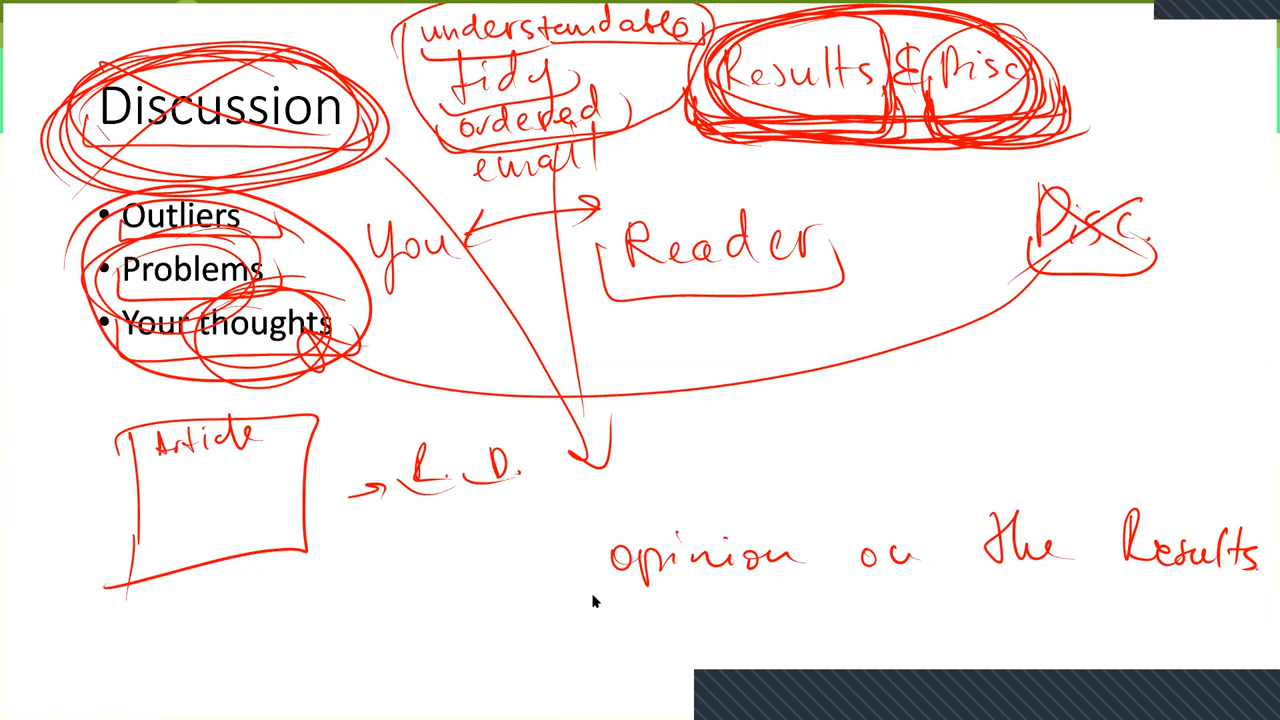 understandable
tidy
ordered
email
Results & Disc
Discussion
• Outliers
• Problems
• Your thoughts
You
Reader
Disc.
Article
R. D.
opinion on the Results